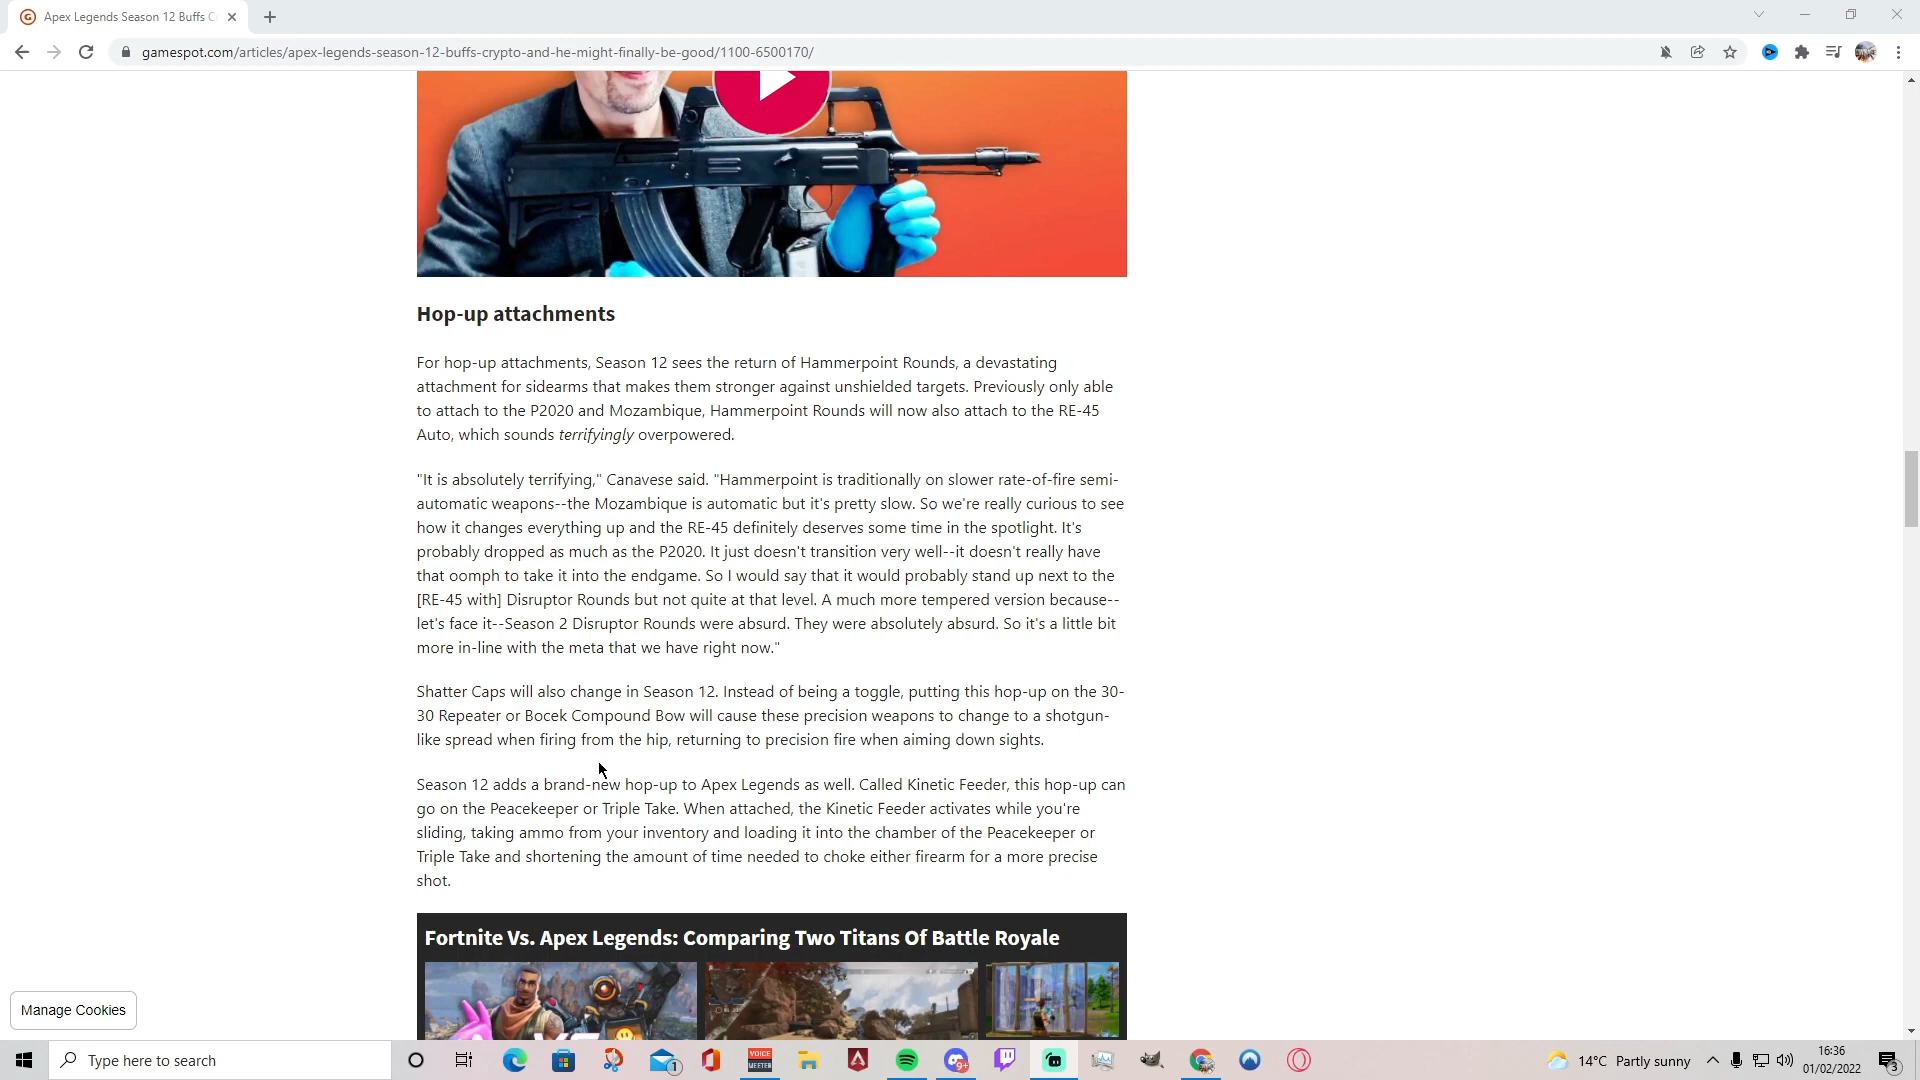 Apex Legends Season 12 Buffs C
gamespot.com/articles/apex-legends-season-12-buffs-crypto-and-he-might-finally-be-good/1100-6500170/
Hop-up attachments
For hop-up attachments, Season 12 sees the return of Hammerpoint Rounds, a devastating
attachment for sidearms that makes them stronger against unshielded targets. Previously only able
to attach to the P2020 and Mozambique, Hammerpoint Rounds will now also attach to the RE-45
Auto, which sounds terrifyingly overpowered.
"It is absolutely terrifying," Canavese said. "Hammerpoint is traditionally on slower rate-of-fire semi-
automatic weapons--the Mozambique is automatic but it's pretty slow. So we're really curious to see
how it changes everything up and the RE-45 definitely deserves some time in the spotlight. It's
probably dropped as much as the P2020. It just doesn't transition very well--it doesn't really have
that oomph to take it into the endgame. So I would say that it would probably stand up next to the
[RE-45 with] Disruptor Rounds but not quite at that level. A much more tempered version because--
let's face it--Season 2 Disruptor Rounds were absurd. They were absolutely absurd. So it's a little bit
more in-line with the meta that we have right now."
Shatter Caps will also change in Season 12. Instead of being a toggle, putting this hop-up on the 30-
30 Repeater or Bocek Compound Bow will cause these precision weapons to change to a shotgun-
like spread when firing from the hip, returning to precision fire when aiming down sights.
Season 12 adds a brand-new hop-up to Apex Legends as well. Called Kinetic Feeder, this hop-up can
go on the Peacekeeper or Triple Take. When attached, the Kinetic Feeder activates while you're
sliding, taking ammo from your inventory and loading it into the chamber of the Peacekeeper or
Triple Take and shortening the amount of time needed to choke either firearm for a more precise
shot.
Fortnite Vs. Apex Legends: Comparing Two Titans Of Battle Royale
Manage Cookies
Type here to search
1
VOICE
MEETER
9+
14°C Partly sunny
16:36
01/02/2022
3